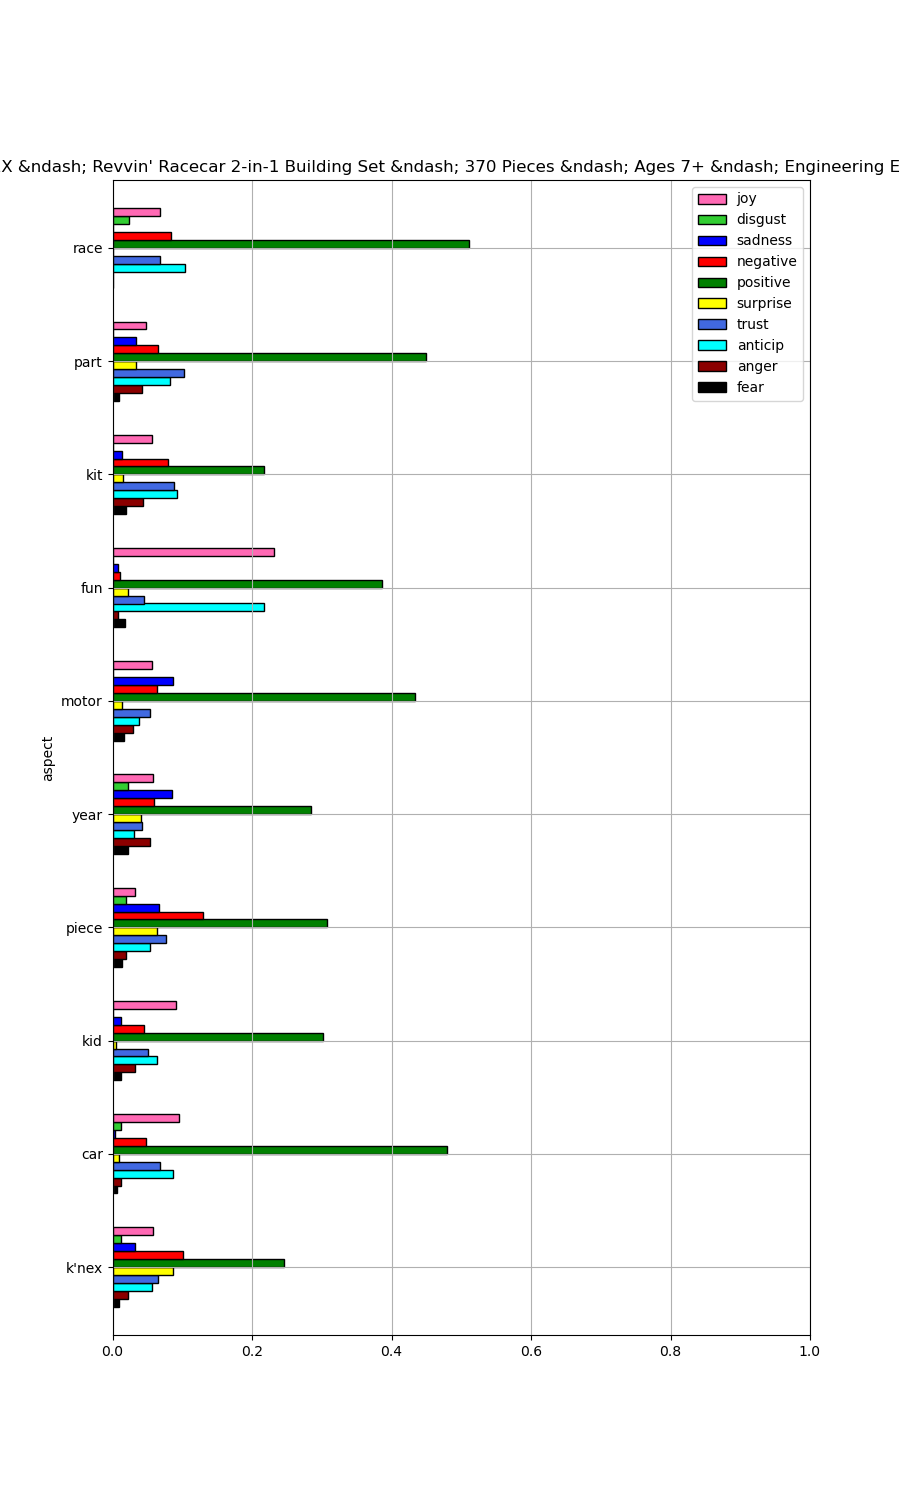 X &ndash; Revvin' Racecar 2-in-1 Building Set &ndash; 370 Pieces &ndash; Ages 7+ &ndash; Engineering E
joy
disgust
sadness
negative
positive
surprise
trust
anticip
anger
fear
race
part
kit
fun
motor
year
piece
kid
car
k'nex
aspect
0.0 0.2 0.4 0.6 0.8 1.0